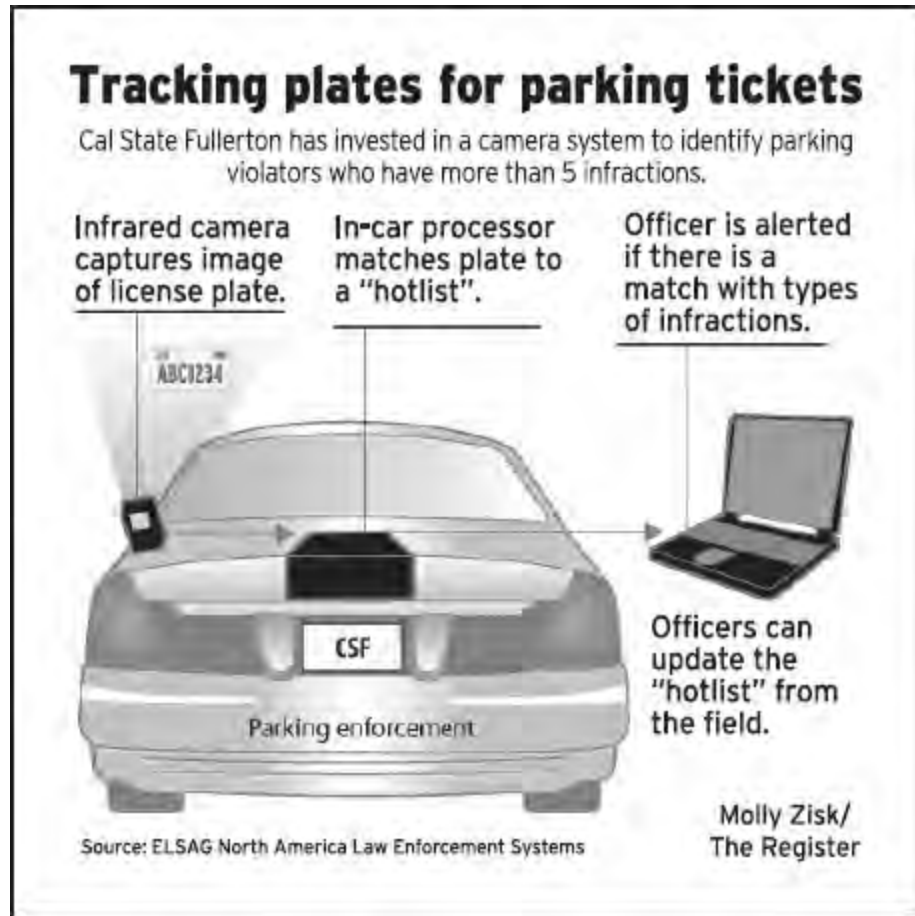 Tracking plates for parking tickets
Cal State Fullerton has invested in a camera system to identify parking
violators who have more than 5 infractions.
Infrared camera
captures image
of license plate.
In-car processor
matches plate to
a “hotlist”.
Officer is alerted
if there is a
match with types
of infractions.
ABC1234
CSF
Parking enforcement
Officers can
update the
“hotlist” from
the field.
Source: ELSAG North America Law Enforcement Systems
Molly Zisk/
The Register